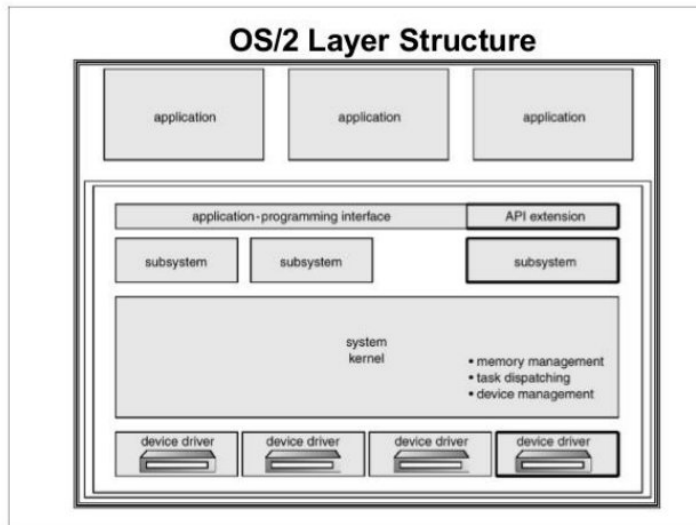 OS/2 Layer Structure
application
application
application
application-programming interface
API extension
subsystem
subsystem
subsystem
system
kernel
• memory management
• task dispatching
• device management
device driver
device driver
device driver
device driver